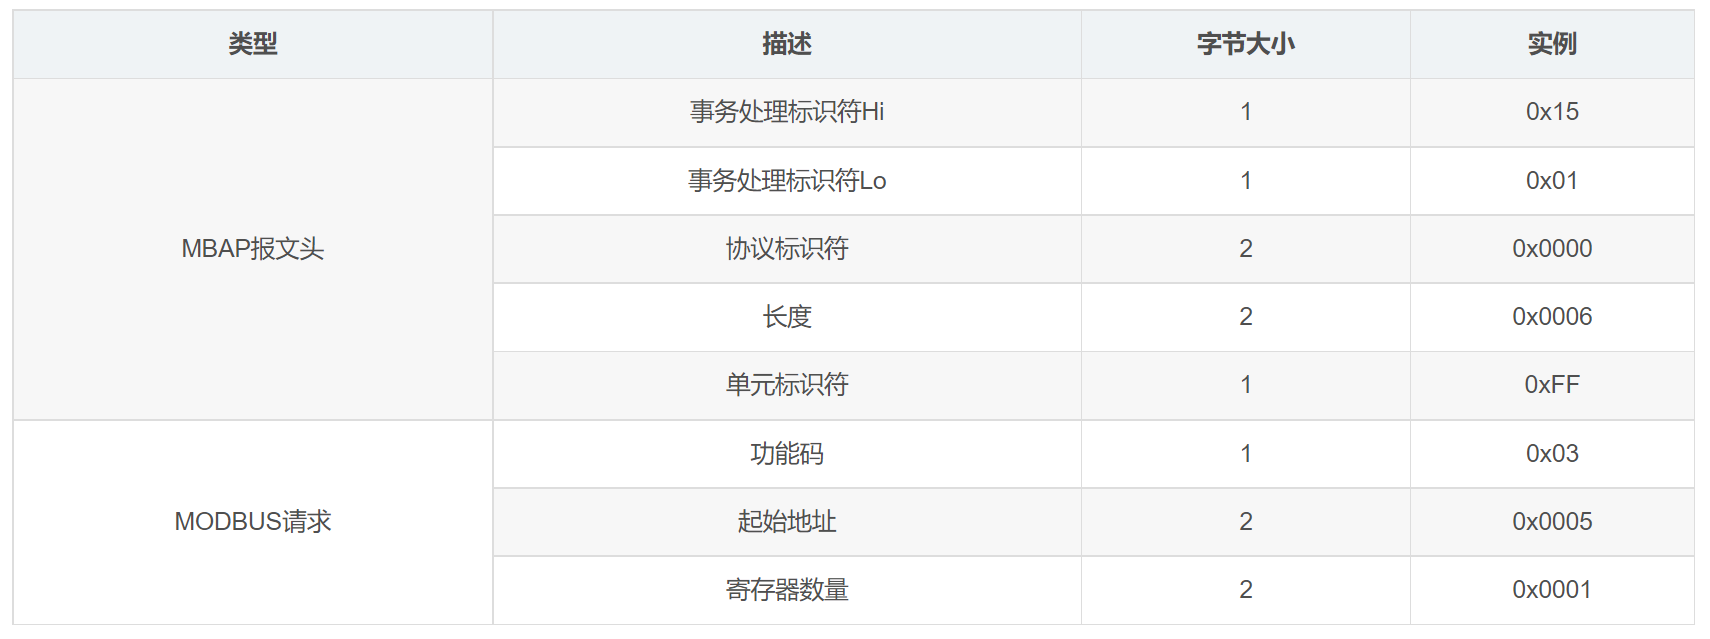 类型 描述 字节大小 实例
事务处理标识符Hi 1 0x15
事务处理标识符Lo 1 0x01
MBAP报文头 协议标识符 2 0x0000
长度 2 0x0006
单元标识符 1 0xFF
功能码 1 0x03
MODBUS请求 起始地址 2 0x0005
寄存器数量 2 0x0001